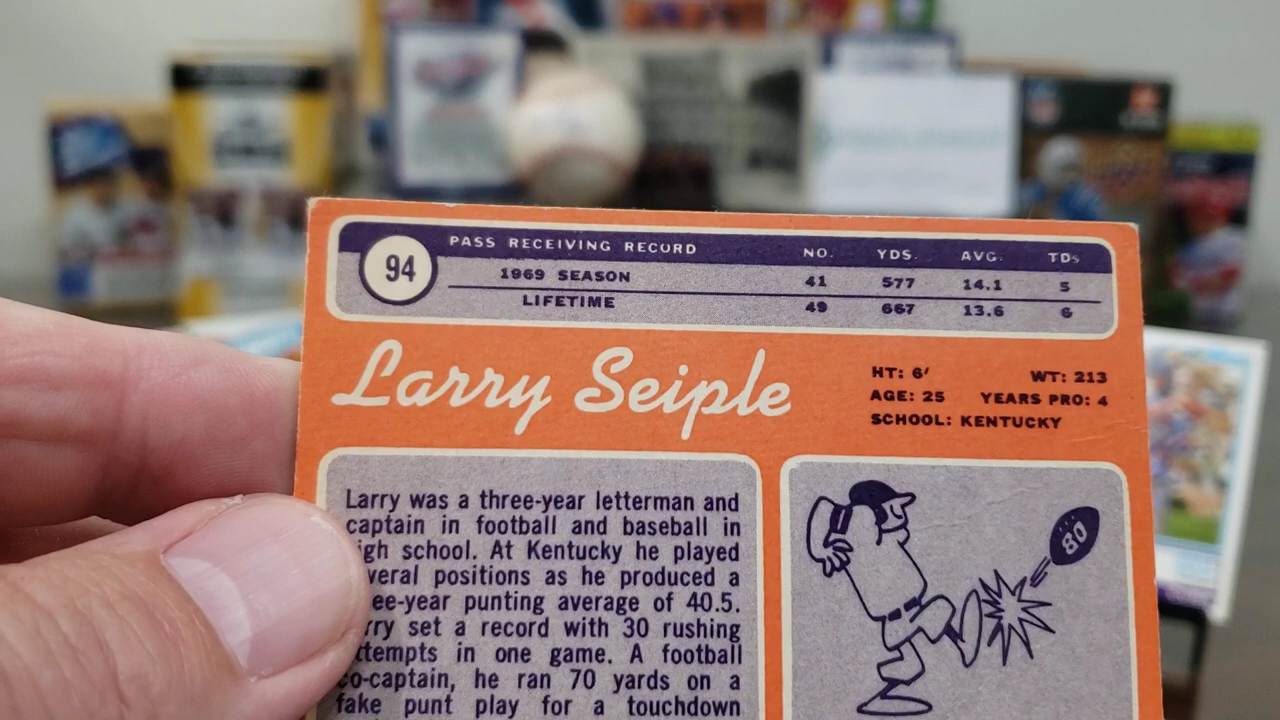 94
PASS RECEIVING RECORD NO. YDS. AVG. TDs
1969 SEASON 41 577 14.1 5
LIFETIME 49 667 13.6 6
Larry Seiple
HT: 6' WT: 213
AGE: 25 YEARS PRO: 4
SCHOOL: KENTUCKY
Larry was a three-year letterman and
captain in football and baseball in
school. At Kentucky he played
positions as he produced a
punting average of 40.5.
set a record with 30 rushing
in one game. A football
co-captain, he ran 70 yards on a
fake punt play for a touchdown
80